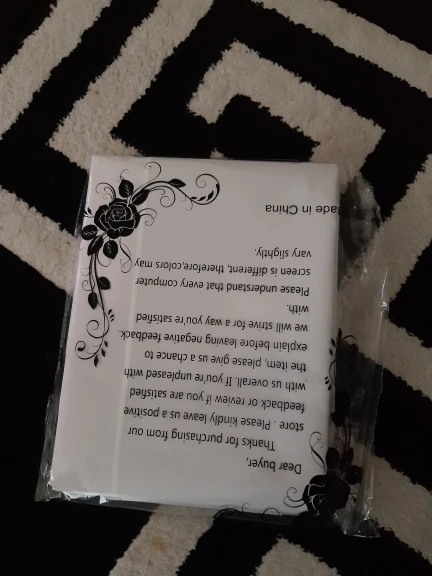 Dear buyer,
Thanks for purchasing from our
store . Please kindly leave us a positive
feedback or review if you are satisfied
with us overall. If you're unpleased with
the item, please give us a chance to
explain before leaving negative feedback.
we will strive for a way you're satisfied
with.
Please understand that every computer
screen is different, therefore,colors may
vary slightly.
Made in China